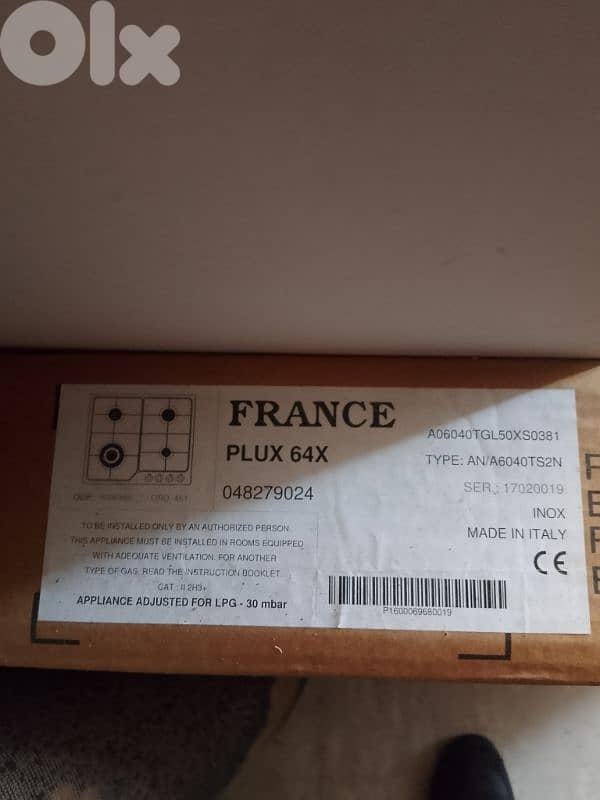 Olx
FRANCE
PLUX 64X
048279024
A06040TGL50XS0381
TYPE: AN/A6040TS2N
SER.: 17020019
INOX
MADE IN ITALY
CE
ORD. 461
TO BE INSTALLED ONLY BY AN AUTHORIZED PERSON.
THIS APPLIANCE MUST BE INSTALLED IN ROOMS EQUIPPED
WITH ADEQUATE VENTILATION. FOR ANOTHER
TYPE OF GAS, READ THE INSTRUCTION BOOKLET.
CAT.: II 2H3+
APPLIANCE ADJUSTED FOR LPG - 30 mbar
P1600069680019